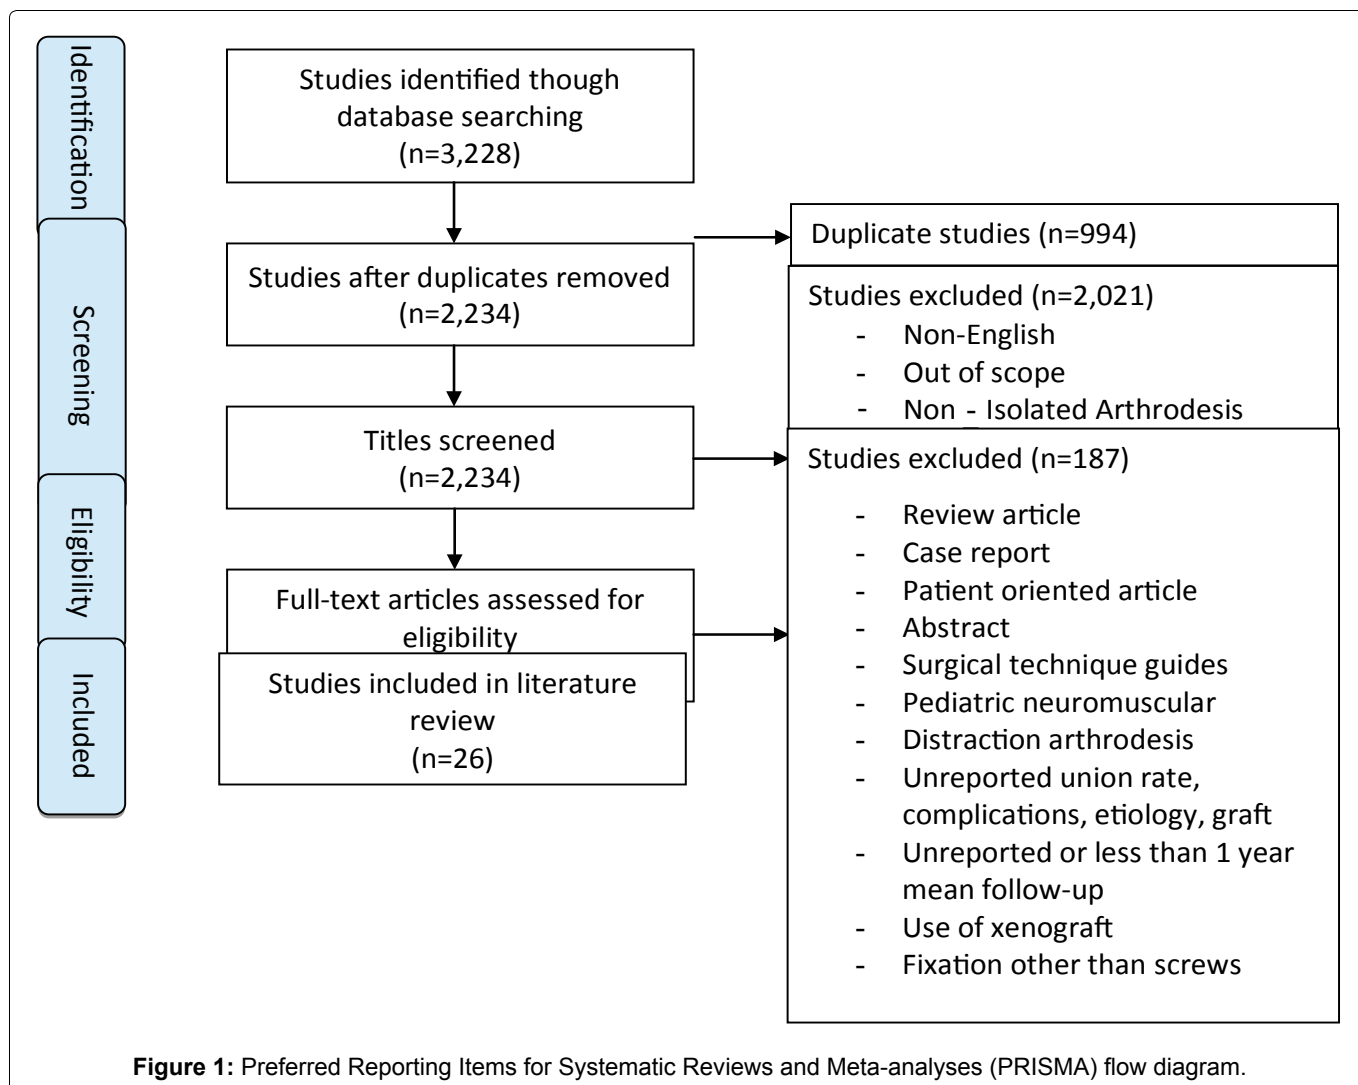 Identification
Studies identified though
database searching
(n=3,228)
Duplicate studies (n=994)
Screening
Studies after duplicates removed
(n=2,234)
Studies excluded (n=2,021)
- Non-English
- Out of scope
- Non - Isolated Arthrodesis
Titles screened
(n=2,234)
Studies excluded (n=187)
- Review article
- Case report
- Patient oriented article
- Abstract
- Surgical technique guides
- Pediatric neuromuscular
- Distraction arthrodesis
- Unreported union rate,
complications, etiology, graft
- Unreported or less than 1 year
mean follow-up
- Use of xenograft
- Fixation other than screws
Eligibility
Full-text articles assessed for
eligibility
Included
Studies included in literature
review
(n=26)
Figure 1: Preferred Reporting Items for Systematic Reviews and Meta-analyses (PRISMA) flow diagram.